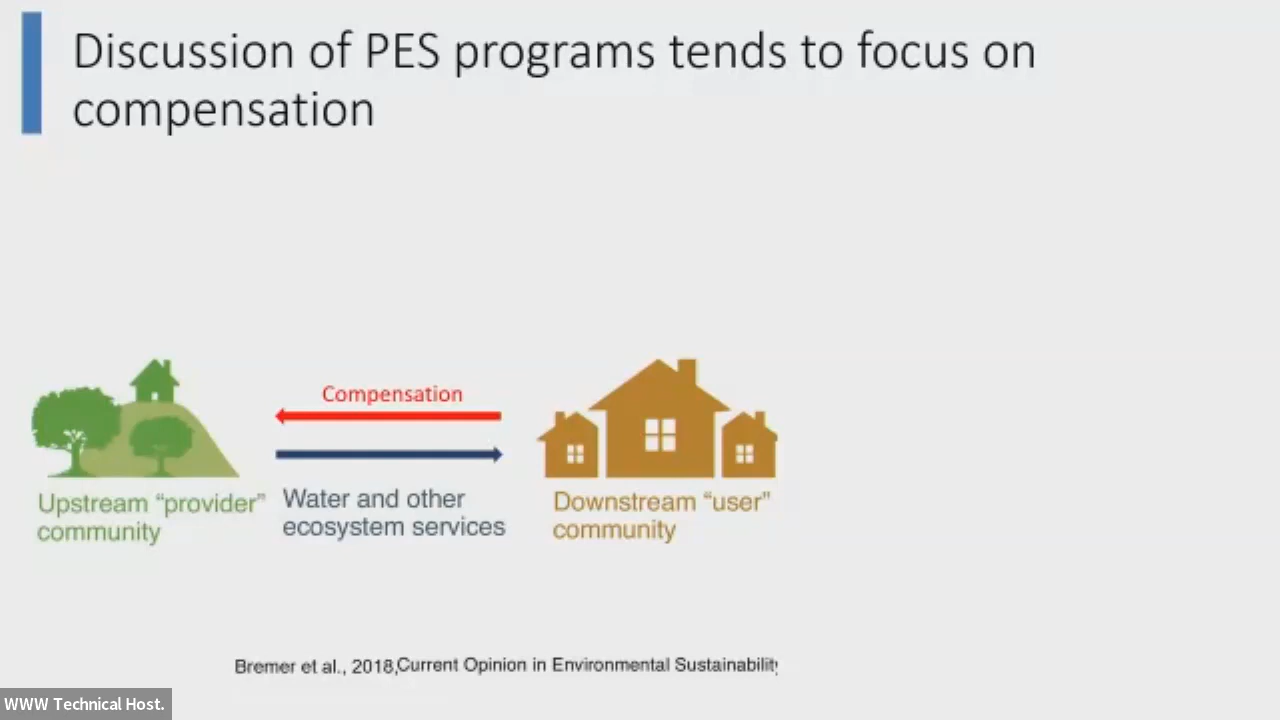 Discussion of PES programs tends to focus on
compensation
Compensation
Upstream “provider”
community
Water and other
ecosystem services
Downstream “user”
community
Bremer et al., 2018,Current Opinion in Environmental Sustainability
WWW Technical Host.